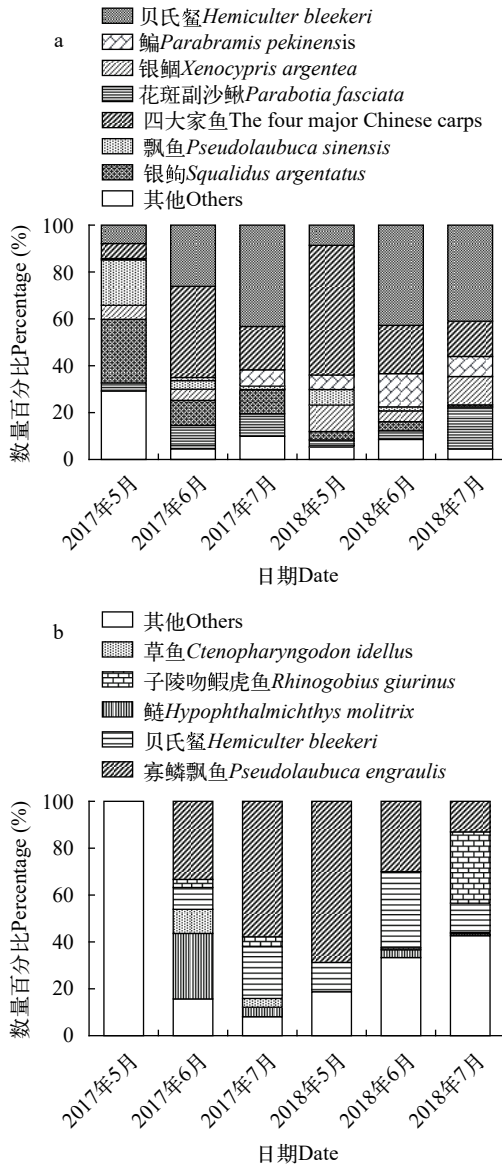 贝氏䱗Hemiculter bleekeri
a
鳊Parabramis pekinensis
银鲴Xenocypris argentea
花斑副沙鳅Parabotia fasciata
四大家鱼The four major Chinese carps
飘鱼Pseudolaubuca sinensis
银鮈Squalidus argentatus
其他Others
数量百分比Percentage (%)
100
80
60
40
20
0
2017年5月
2017年6月
2017年7月
2018年5月
2018年6月
2018年7月
日期Date
b
其他Others
草鱼Ctenopharyngodon idellus
子陵吻鰕虎鱼Rhinogobius giurinus
鲢Hypophthalmichthys molitrix
贝氏䱗Hemiculter bleekeri
寡鳞飘鱼Pseudolaubuca engraulis
数量百分比Percentage (%)
100
80
60
40
20
0
2017年5月
2017年6月
2017年7月
2018年5月
2018年6月
2018年7月
日期Date